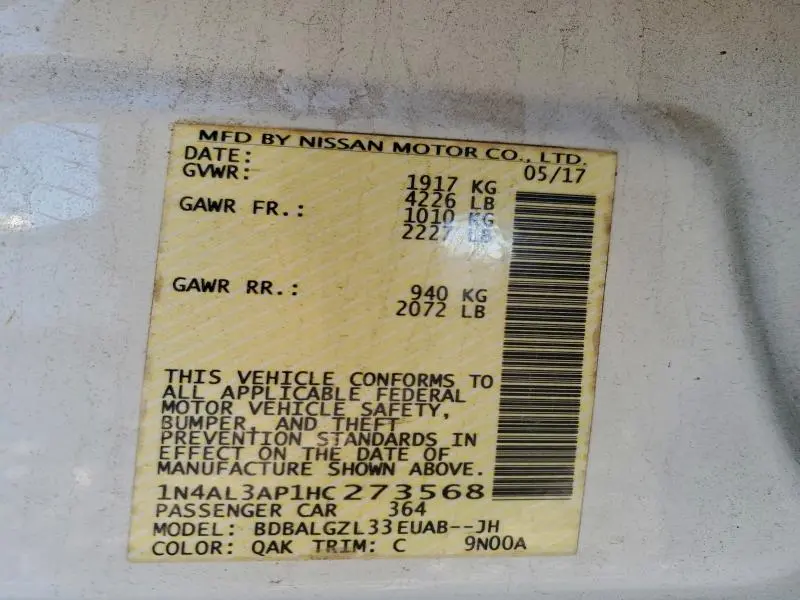 MFD BY NISSAN MOTOR CO., LTD.
DATE: 05/17
GVWR: 1917 KG
4226 LB
GAWR FR.: 1010 KG
2227 LB
GAWR RR.: 940 KG
2072 LB
THIS VEHICLE CONFORMS TO
ALL APPLICABLE FEDERAL
MOTOR VEHICLE SAFETY,
BUMPER, AND THEFT
PREVENTION STANDARDS IN
EFFECT ON THE DATE OF
MANUFACTURE SHOWN ABOVE.
1N4AL3AP1HC273568
PASSENGER CAR 364
MODEL: BDBALGZL33EUAB--JH
COLOR: QAK TRIM: C 9N00A